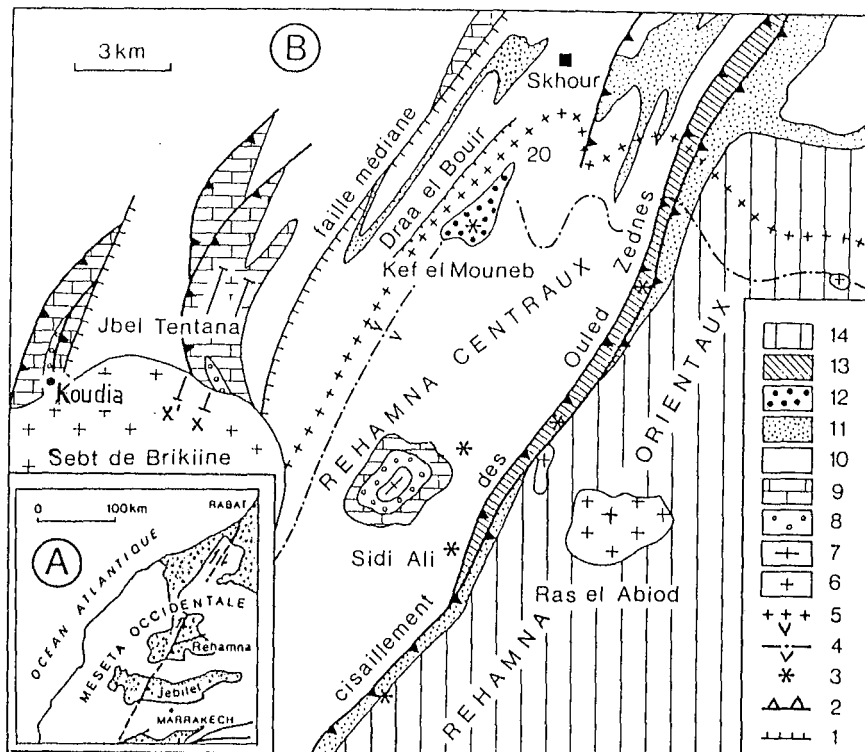 3 km
B
Skhour
faille médiane
Draa el Bouir
20
Kef el Mouneb
Zednes
Ouled
des
cisaillement
Jbel Tentana
Koudia
X X
Sebt de Brikiine
REHAMNA CENTRAUX
REHAMNA ORIENTAUX
Sidi Ali
Ras el Abiod
v
v
0 100km
RABAT
A
OCEAN ATLANTIQUE
MESETA OCCIDENTALE
Rehamna
Jebilet
MARRAKECH
14
13
12
11
10
9
8
7
6
5
4
3
2
1